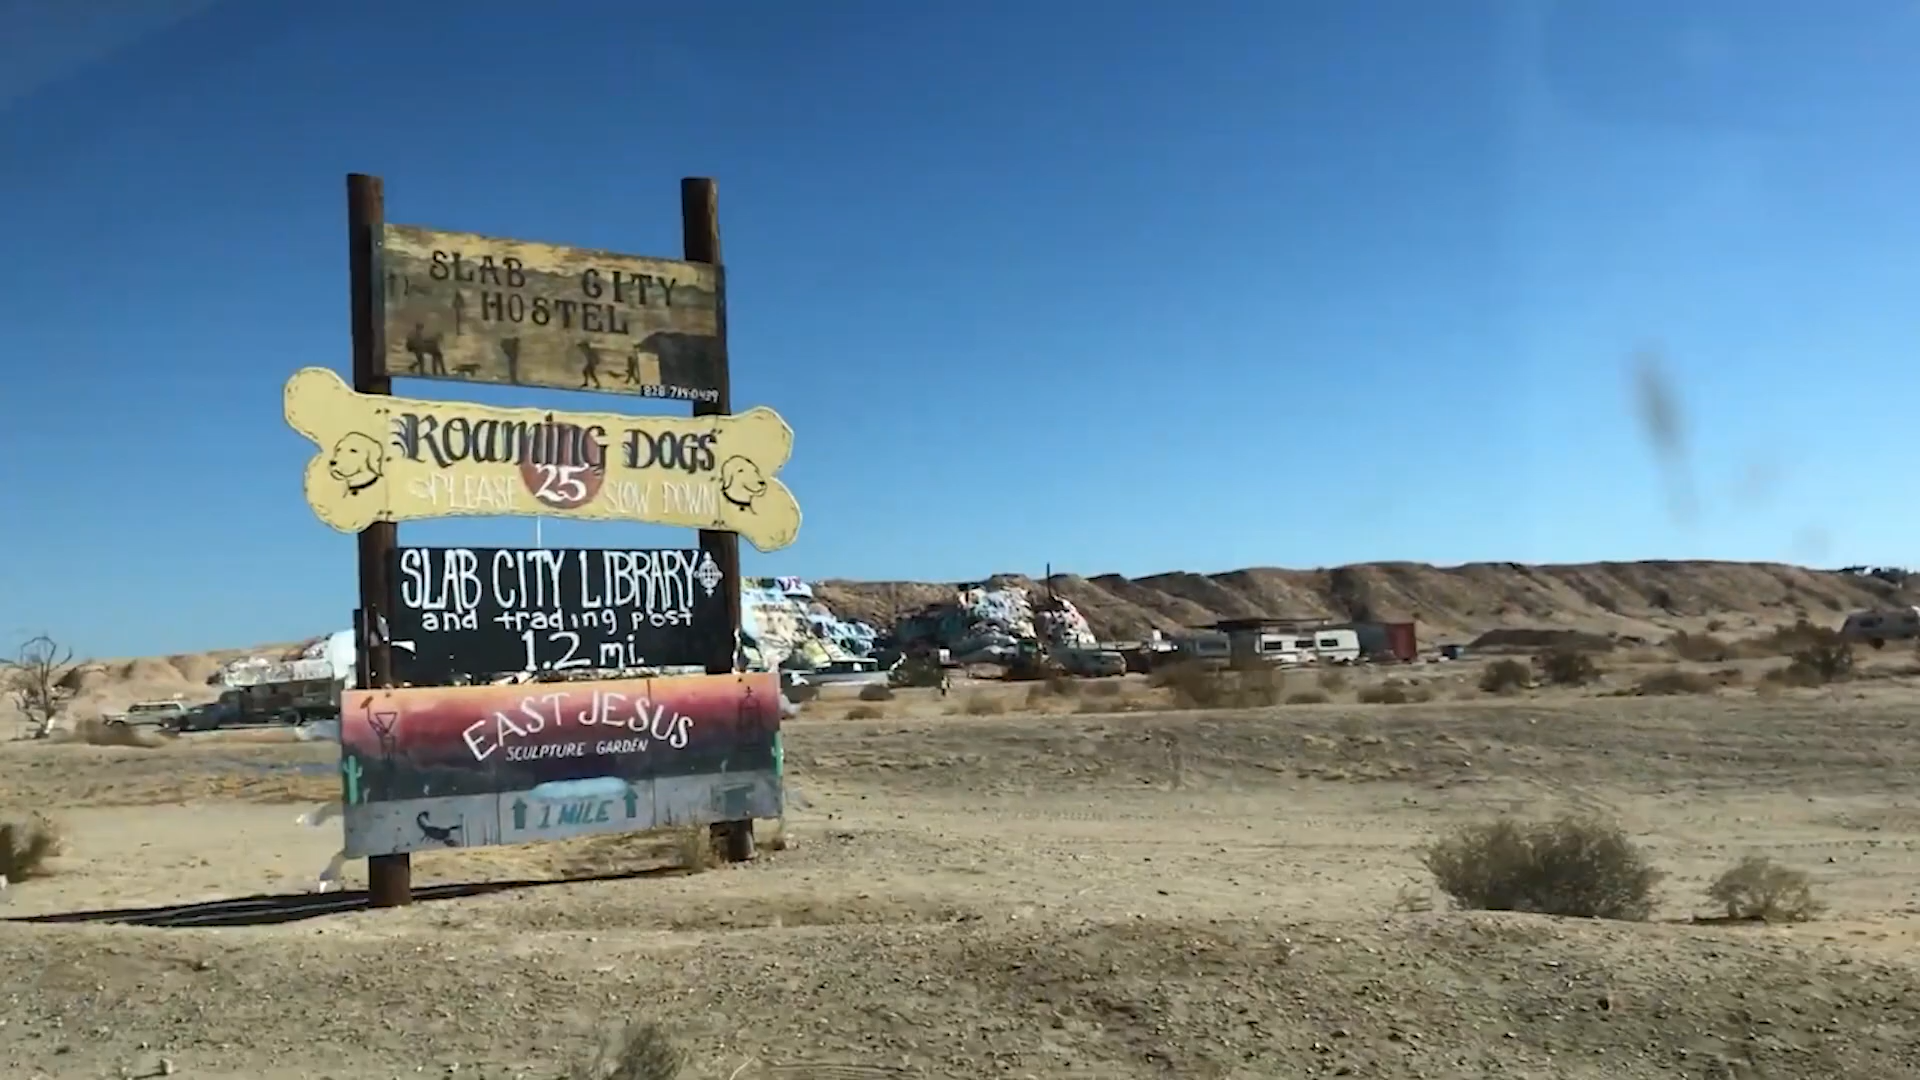 SLAB CITY
HOSTEL
ROAMING DOGS
PLEASE 25 SLOW DOWN
SLAB CITY LIBRARY
and trading post
1.2 mi.
EAST JESUS
SCULPTURE GARDEN
1 MILE